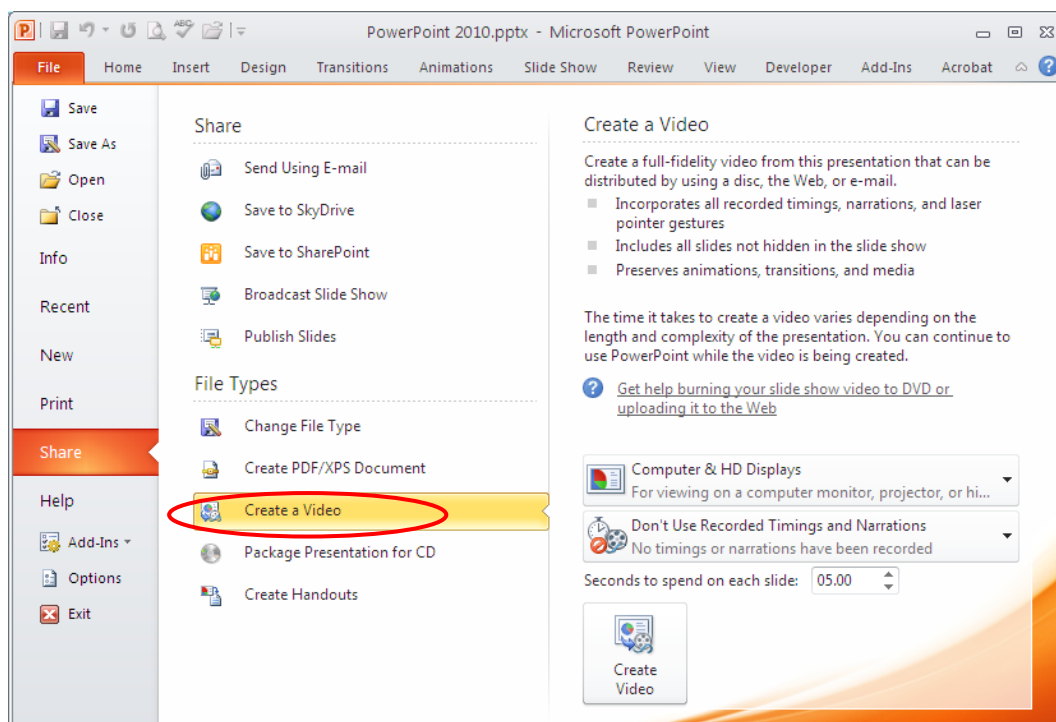 PowerPoint 2010.pptx - Microsoft PowerPoint
File Home Insert Design Transitions Animations Slide Show Review View Developer Add-Ins Acrobat
Save
Save As
Open
Close
Info
Recent
New
Print
Share
Help
Add-Ins
Options
Exit
Share
Send Using E-mail
Save to SkyDrive
Save to SharePoint
Broadcast Slide Show
Publish Slides
File Types
Change File Type
Create PDF/XPS Document
Create a Video
Package Presentation for CD
Create Handouts
Create a Video
Create a full-fidelity video from this presentation that can be
distributed by using a disc, the Web, or e-mail.
Incorporates all recorded timings, narrations, and laser
pointer gestures
Includes all slides not hidden in the slide show
Preserves animations, transitions, and media
The time it takes to create a video varies depending on the
length and complexity of the presentation. You can continue to
use PowerPoint while the video is being created.
Get help burning your slide show video to DVD or
uploading it to the Web
Computer & HD Displays
For viewing on a computer monitor, projector, or hi...
Don't Use Recorded Timings and Narrations
No timings or narrations have been recorded
Seconds to spend on each slide: 05.00
Create
Video